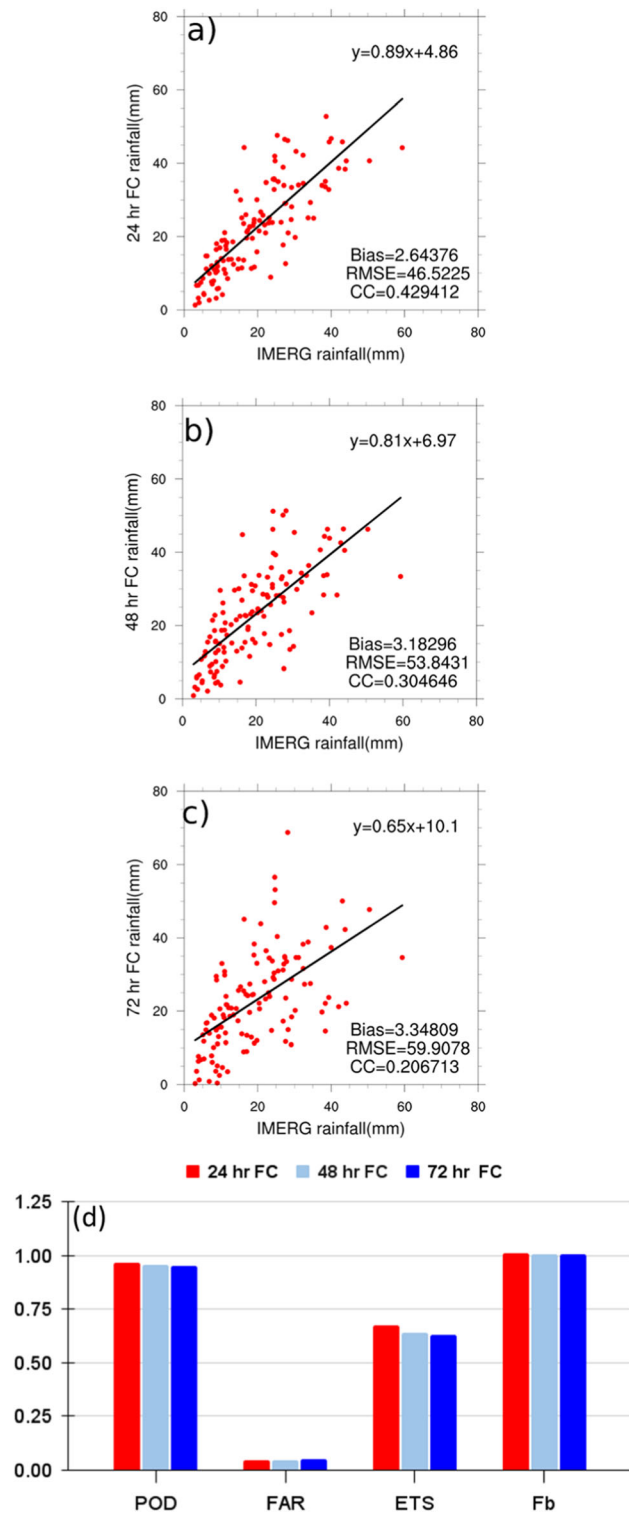 a)
y=0.89x+4.86
80
60
40
20
0
24 hr FC rainfall(mm)
Bias=2.64376
RMSE=46.5225
CC=0.429412
0 20 40 60 80
IMERG rainfall(mm)
b)
y=0.81x+6.97
80
60
40
20
0
48 hr FC rainfall(mm)
Bias=3.18296
RMSE=53.8431
CC=0.304646
0 20 40 60 80
IMERG rainfall(mm)
c)
y=0.65x+10.1
80
60
40
20
0
72 hr FC rainfall(mm)
Bias=3.34809
RMSE=59.9078
CC=0.206713
0 20 40 60 80
IMERG rainfall(mm)
24 hr FC 48 hr FC 72 hr FC
(d)
1.25
1.00
0.75
0.50
0.25
0.00
POD FAR ETS Fb